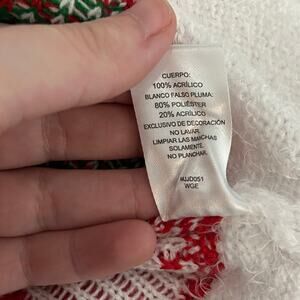 CUERPO:
100% ACRÍLICO
BLANCO FALSO PLUMA:
80% POLIÉSTER
20% ACRÍLICO
EXCLUSIVO DE DECORACIÓN
NO LAVAR.
LIMPIAR LAS MANCHAS
SOLAMENTE.
NO PLANCHAR.
MJJD051
WGE